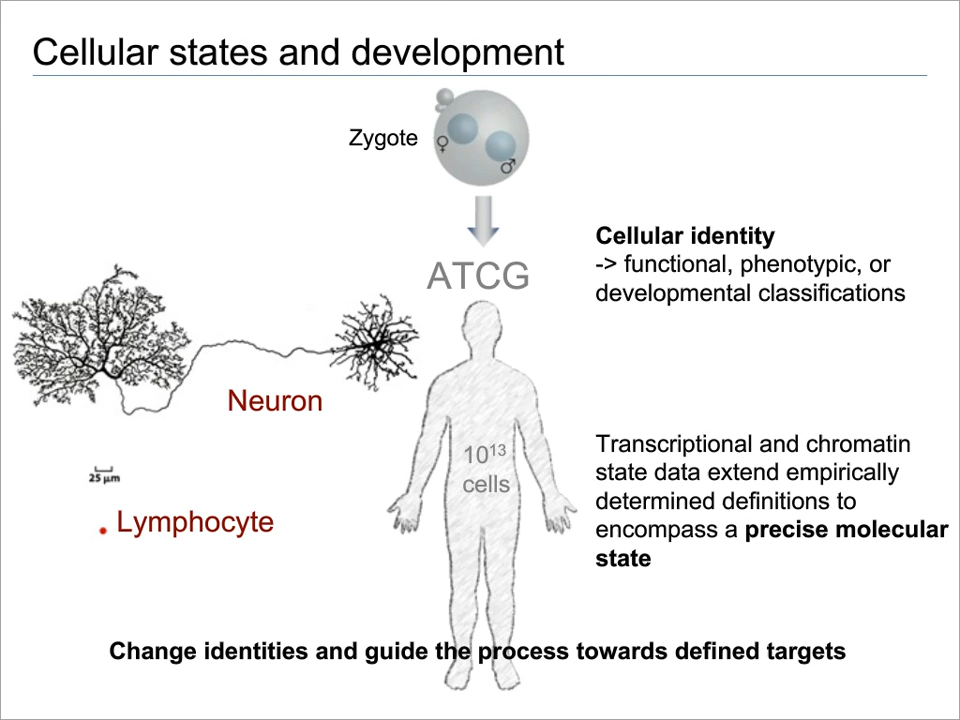 Cellular states and development
Zygote
♀
♂
ATCG
Cellular identity
-> functional, phenotypic, or
developmental classifications
Neuron
10¹³
cells
25 µm
Lymphocyte
Transcriptional and chromatin
state data extend empirically
determined definitions to
encompass a precise molecular
state
Change identities and guide the process towards defined targets